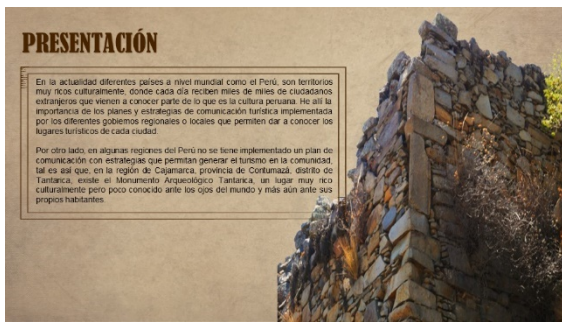 PRESENTACIÓN
En la actualidad diferentes países a nivel mundial como el Perú, son territorios
muy ricos culturalmente, donde cada día reciben miles de miles de ciudadanos
extranjeros que vienen a conocer parte de lo que es la cultura peruana. He allí la
importancia de los planes y estrategias de comunicación turística implementada
por los diferentes gobiernos regionales o locales que permiten dar a conocer los
lugares turísticos de cada ciudad.
Por otro lado, en algunas regiones del Perú no se tiene implementado un plan de
comunicación con estrategias que permitan generar el turismo en la comunidad,
tal es así que, en la región de Cajamarca, provincia de Contumazá, distrito de
Tantarica, existe el Monumento Arqueológico Tantarica, un lugar muy rico
culturalmente pero poco conocido ante los ojos del mundo y más aún ante sus
propios habitantes.